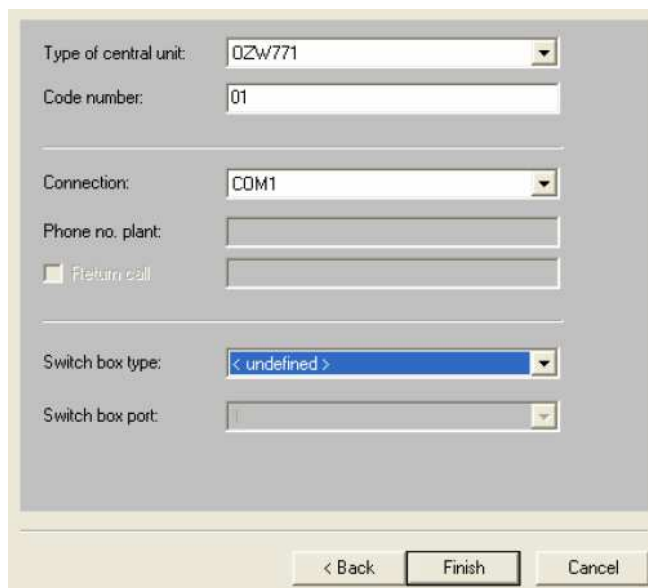 Type of central unit: OZW771
Code number: 01
Connection: COM1
Phone no. plant:
Return call
Switch box type: < undefined >
Switch box port: 1
< Back Finish Cancel